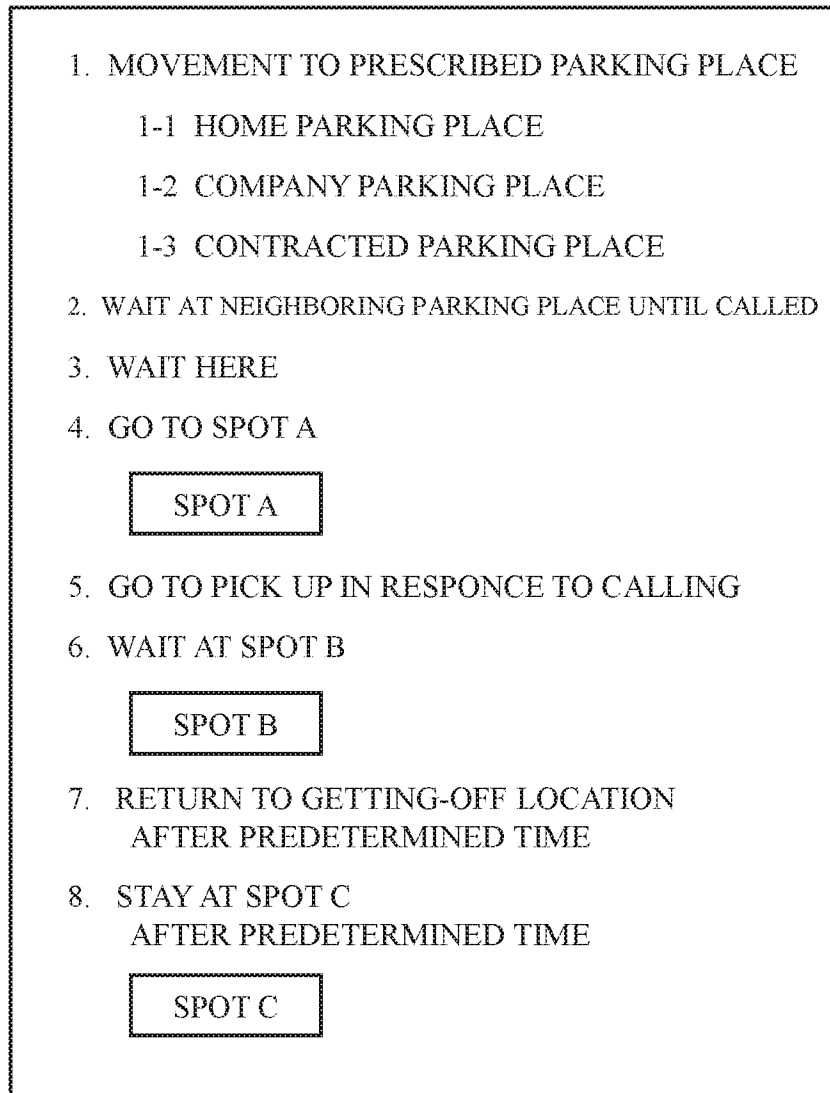 1. MOVEMENT TO PRESCRIBED PARKING PLACE
1-1 HOME PARKING PLACE
1-2 COMPANY PARKING PLACE
1-3 CONTRACTED PARKING PLACE
2. WAIT AT NEIGHBORING PARKING PLACE UNTIL CALLED
3. WAIT HERE
4. GO TO SPOT A
SPOT A
5. GO TO PICK UP IN RESPONCE TO CALLING
6. WAIT AT SPOT B
SPOT B
7. RETURN TO GETTING-OFF LOCATION
AFTER PREDETERMINED TIME
8. STAY AT SPOT C
AFTER PREDETERMINED TIME
SPOT C